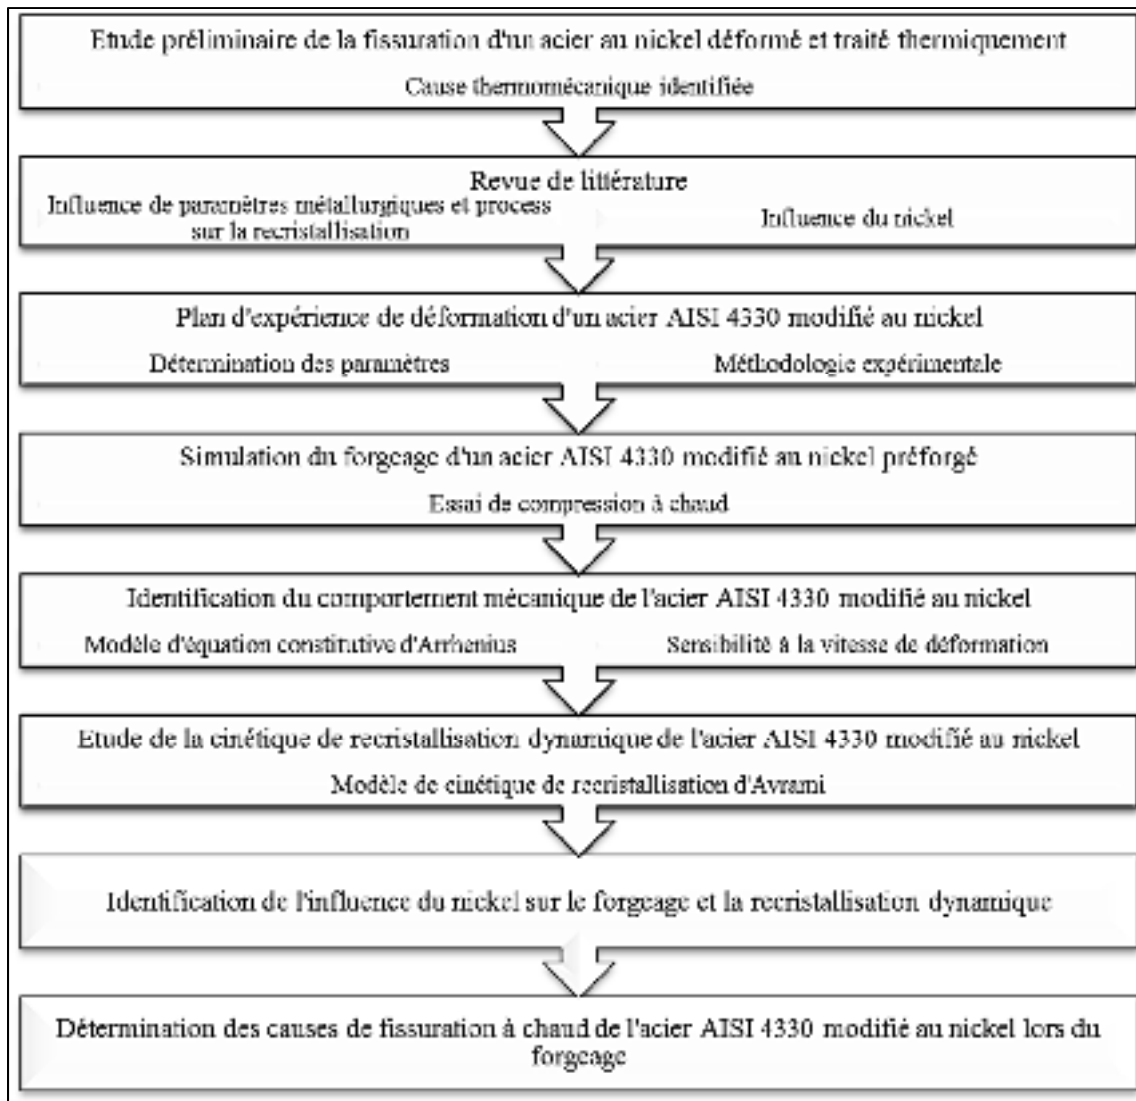 Etude préliminaire de la fissuration d'un acier au nickel déformé et traité thermiquement
Cause thermomécanique identifiée
Revue de littérature
Influence de paramètres métallurgiques et process
sur la recristallisation
Influence du nickel
Plan d'expérience de déformation d'un acier AISI 4330 modifié au nickel
Détermination des paramètres
Méthodologie expérimentale
Simulation du forgeage d'un acier AISI 4330 modifié au nickel préforgé
Essai de compression à chaud
Identification du comportement mécanique de l'acier AISI 4330 modifié au nickel
Modèle d'équation constitutive d'Arrhenius
Sensibilité à la vitesse de déformation
Etude de la cinétique de recristallisation dynamique de l'acier AISI 4330 modifié au nickel
Modèle de cinétique de recristallisation d'Avrami
Identification de l'influence du nickel sur le forgeage et la recristallisation dynamique
Détermination des causes de fissuration à chaud de l'acier AISI 4330 modifié au nickel lors du
forgeage